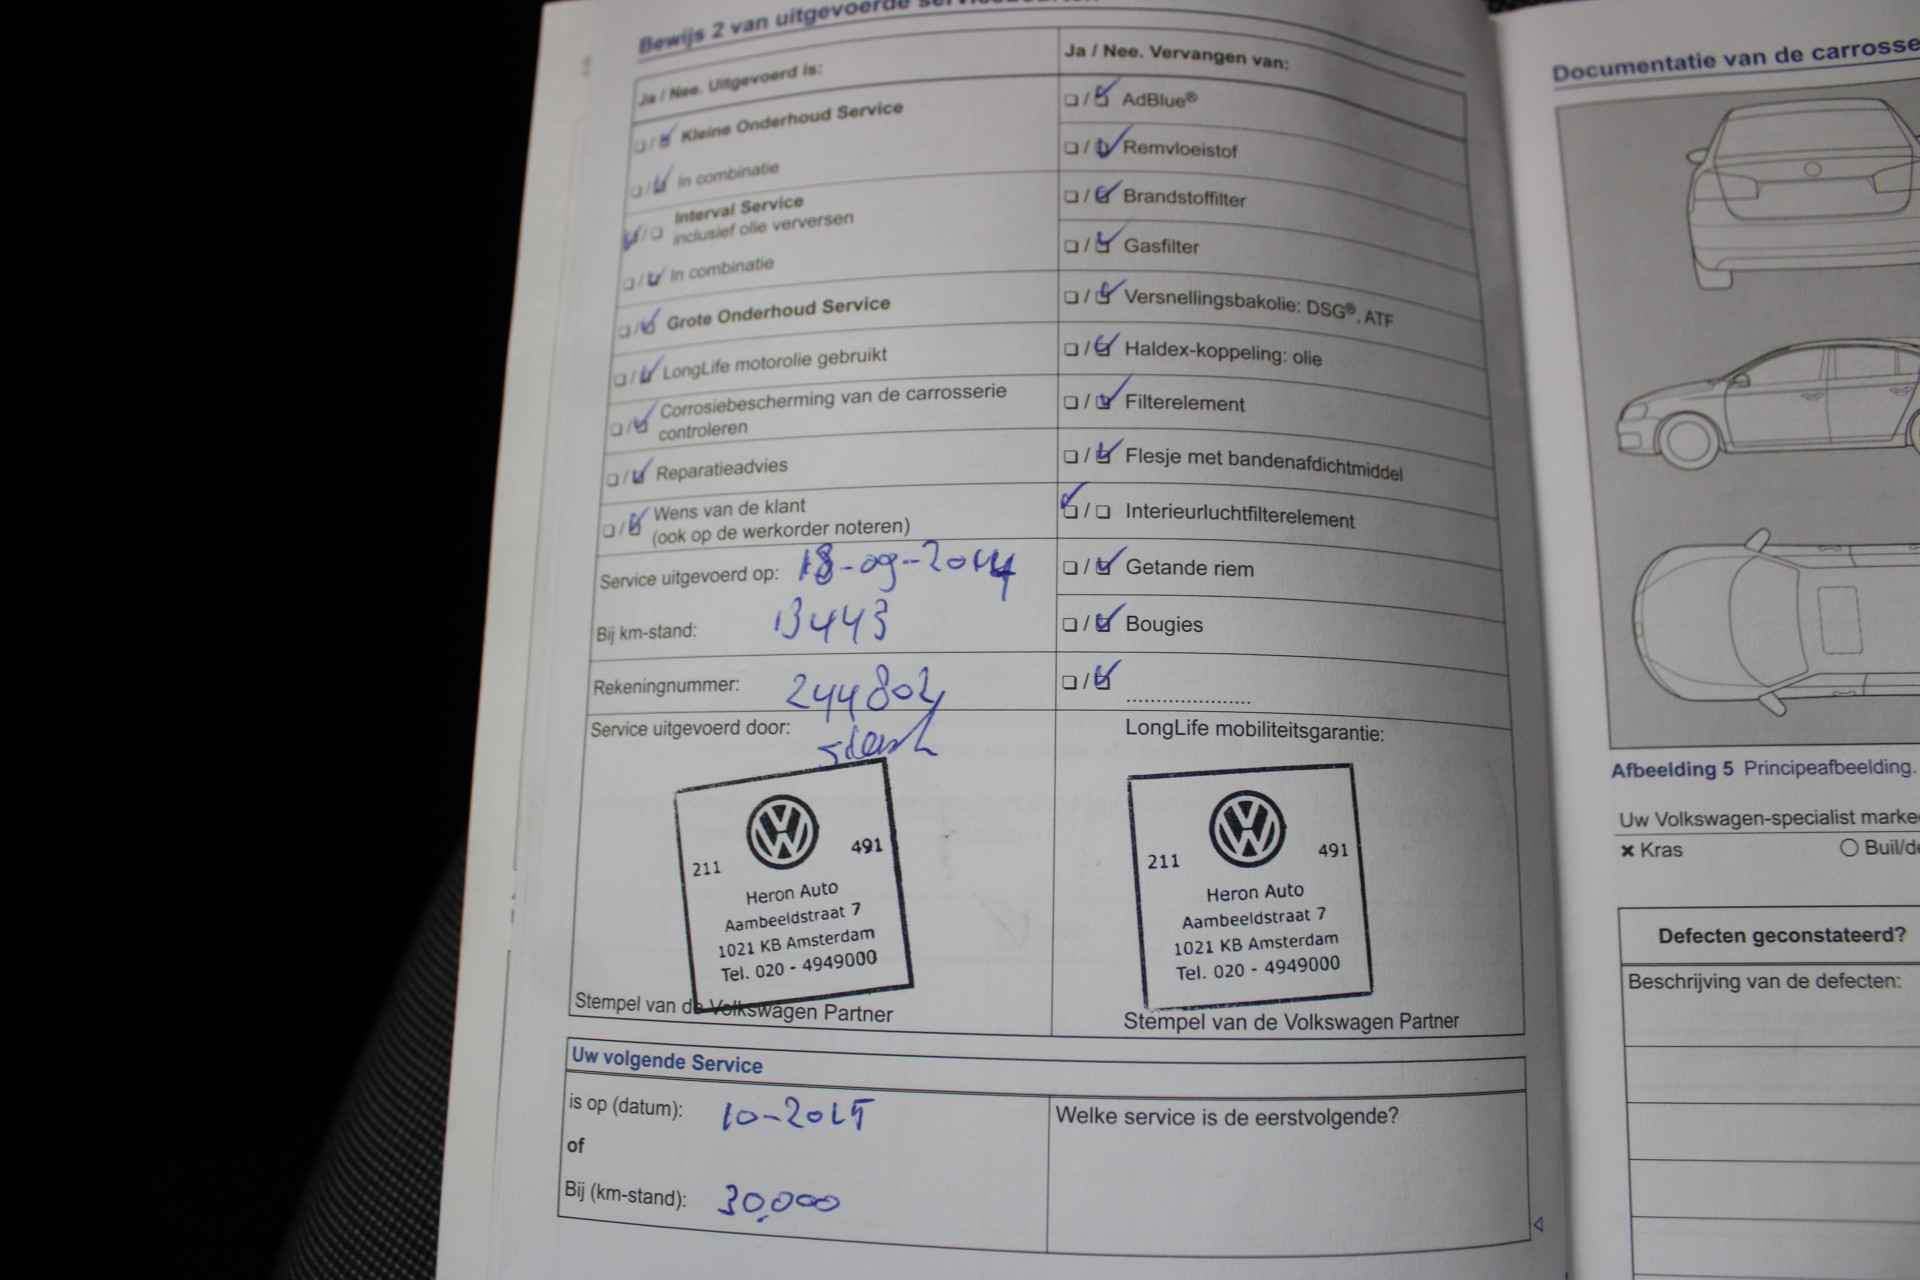 Bewijs 2 van uitgevoerde
Ja / Nee. Uitgevoerd is:
/ Kleine Onderhoud Service
/ In combinatie
/ Interval Service
inclusief olie verversen
/ In combinatie
/ Grote Onderhoud Service
/ LongLife motorolie gebruikt
/ Corrosiebescherming van de carrosserie
controleren
/ Reparatieadvies
/ Wens van de klant
(ook op de werkorder noteren)
Service uitgevoerd op: 18-09-2014
Bij km-stand: 13443
Rekeningnummer: 244802
Service uitgevoerd door:
211 491
Heron Auto
Aambeeldstraat 7
1021 KB Amsterdam
Tel. 020 - 4949000
Stempel van de Volkswagen Partner
Ja / Nee. Vervangen van:
/ AdBlue®
/ Remvloeistof
/ Brandstoffilter
/ Gasfilter
/ Versnellingsbakolie: DSG®, ATF
/ Haldex-koppeling: olie
/ Filterelement
/ Flesje met bandenafdichtmiddel
/ Interieurluchtfilterelement
/ Getande riem
/ Bougies
/ ....................
LongLife mobiliteitsgarantie:
211 491
Heron Auto
Aambeeldstraat 7
1021 KB Amsterdam
Tel. 020 - 4949000
Stempel van de Volkswagen Partner
Uw volgende Service
is op (datum): 10-2015
of
Bij (km-stand): 30.000
Welke service is de eerstvolgende?
Documentatie van de carrosse
Afbeelding 5 Principeafbeelding.
Uw Volkswagen-specialist marke
× Kras
Buil/de
Defecten geconstateerd?
Beschrijving van de defecten: